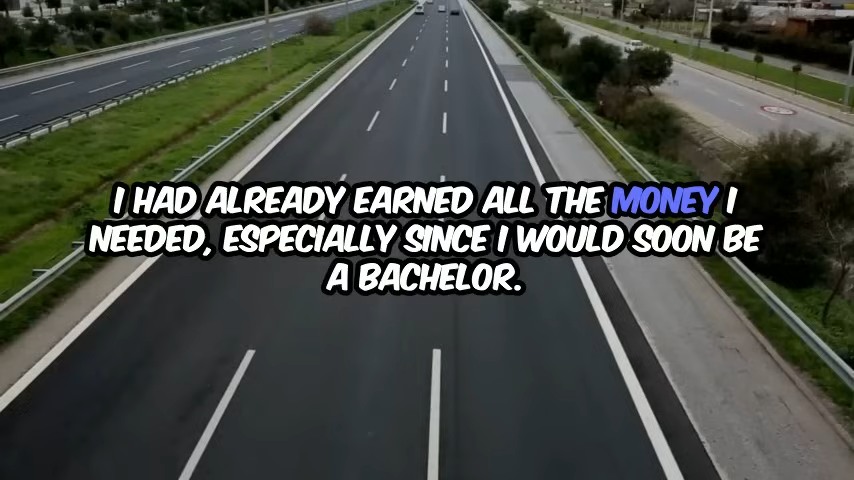 I HAD ALREADY EARNED ALL THE MONEY I
NEEDED, ESPECIALLY SINCE I WOULD SOON BE
A BACHELOR.